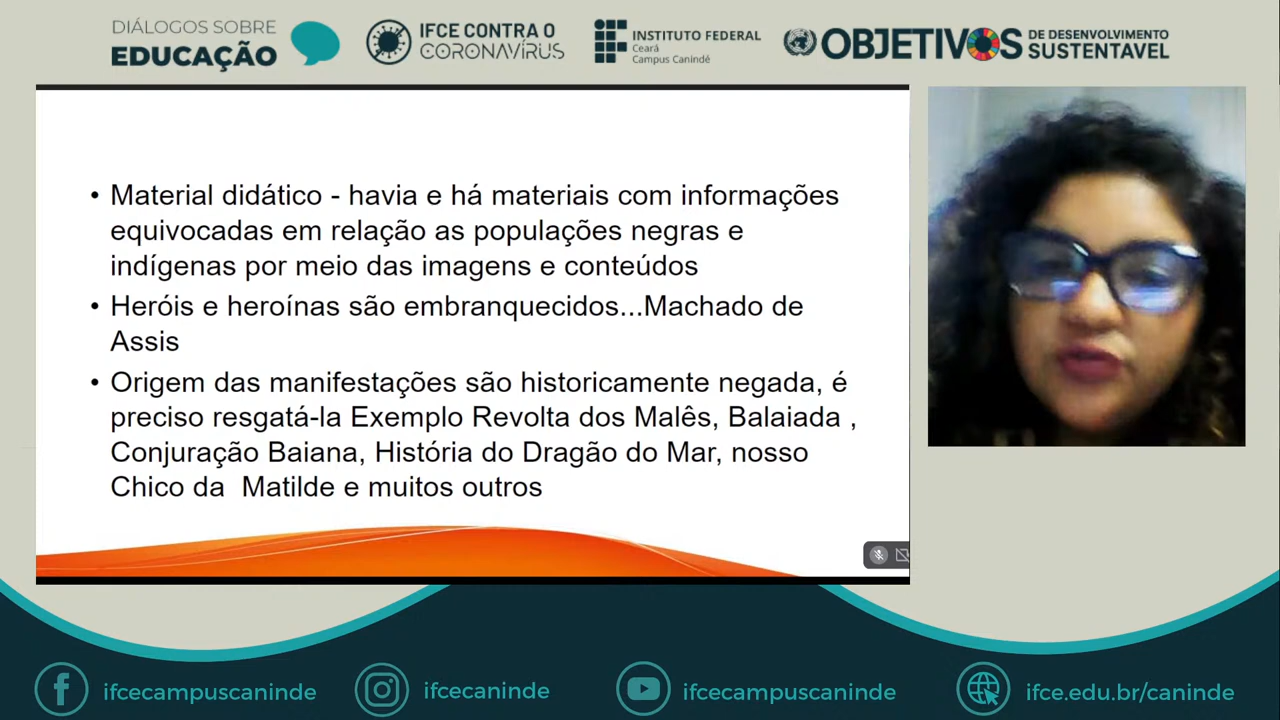 DIÁLOGOS SOBRE
EDUCAÇÃO
IFCE CONTRA O
CORONAVÍRUS
INSTITUTO FEDERAL
Ceará
Campus Canindé
OBJETIVOS
DE DESENVOLVIMENTO
SUSTENTAVEL
• Material didático - havia e há materiais com informações
equivocadas em relação as populações negras e
indígenas por meio das imagens e conteúdos
• Heróis e heroínas são embranquecidos...Machado de
Assis
• Origem das manifestações são historicamente negada, é
preciso resgatá-la Exemplo Revolta dos Malês, Balaiada ,
Conjuração Baiana, História do Dragão do Mar, nosso
Chico da  Matilde e muitos outros
ifcecampuscaninde
ifcecaninde
ifcecampuscaninde
ifce.edu.br/caninde